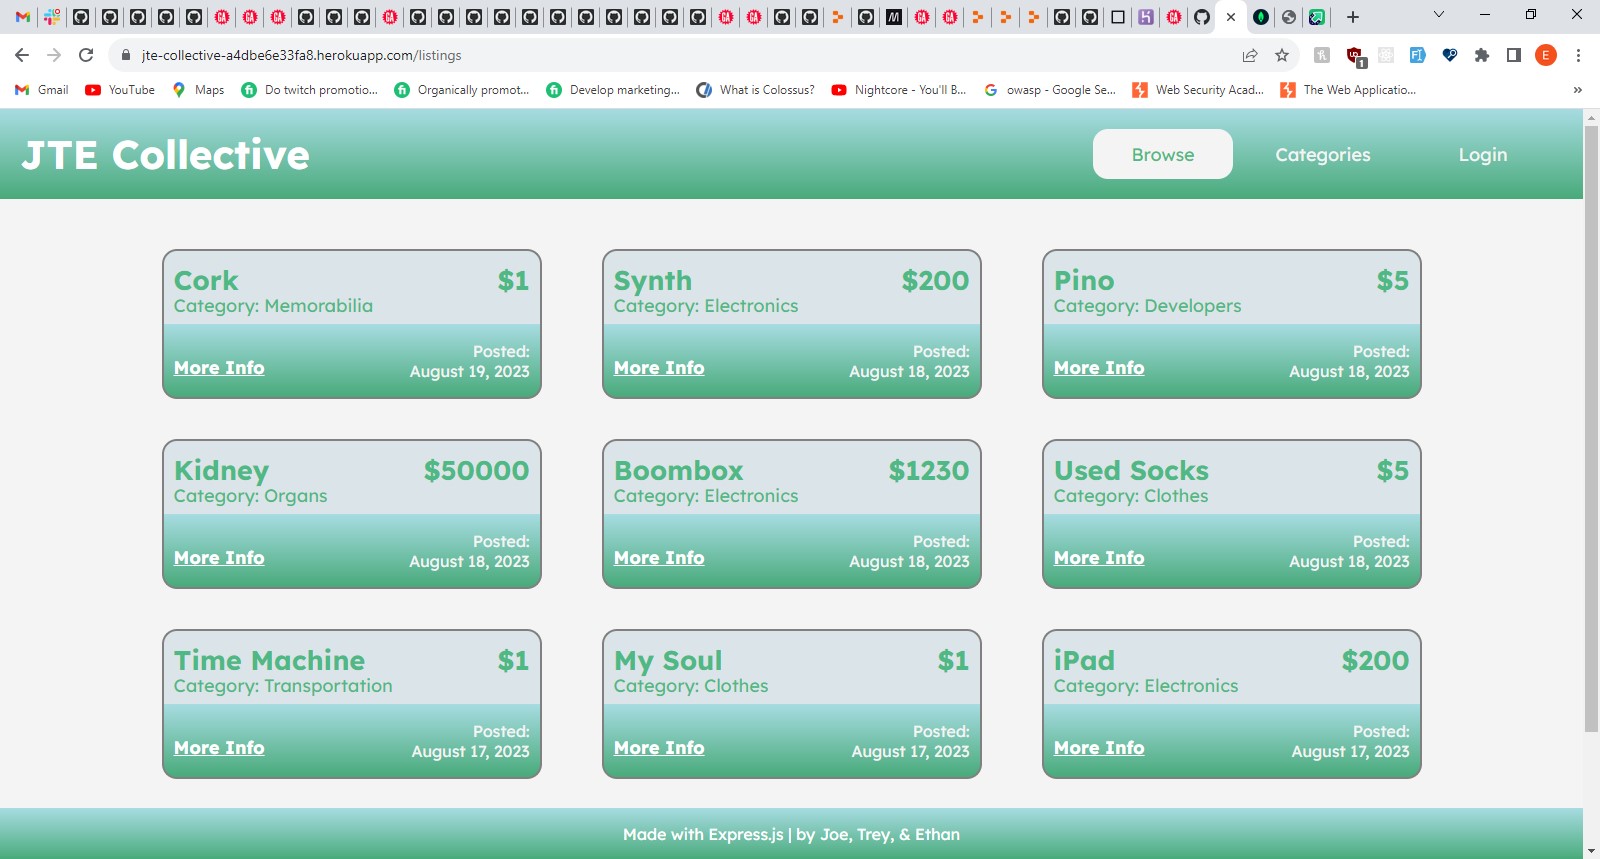 jte-collective-a4dbe6e33fa8.herokuapp.com/listings
1
E
Gmail YouTube Maps Do twitch promotio... Organically promot... Develop marketing... What is Colossus? Nightcore - You'll B... owasp - Google Se... Web Security Acad... The Web Applicatio... »
JTE Collective Browse Categories Login
Cork $1
Category: Memorabilia
More Info
Posted:
August 19, 2023
Synth $200
Category: Electronics
More Info
Posted:
August 18, 2023
Pino $5
Category: Developers
More Info
Posted:
August 18, 2023
Kidney $50000
Category: Organs
More Info
Posted:
August 18, 2023
Boombox $1230
Category: Electronics
More Info
Posted:
August 18, 2023
Used Socks $5
Category: Clothes
More Info
Posted:
August 18, 2023
Time Machine $1
Category: Transportation
More Info
Posted:
August 17, 2023
My Soul $1
Category: Clothes
More Info
Posted:
August 17, 2023
iPad $200
Category: Electronics
More Info
Posted:
August 17, 2023
Made with Express.js | by Joe, Trey, & Ethan